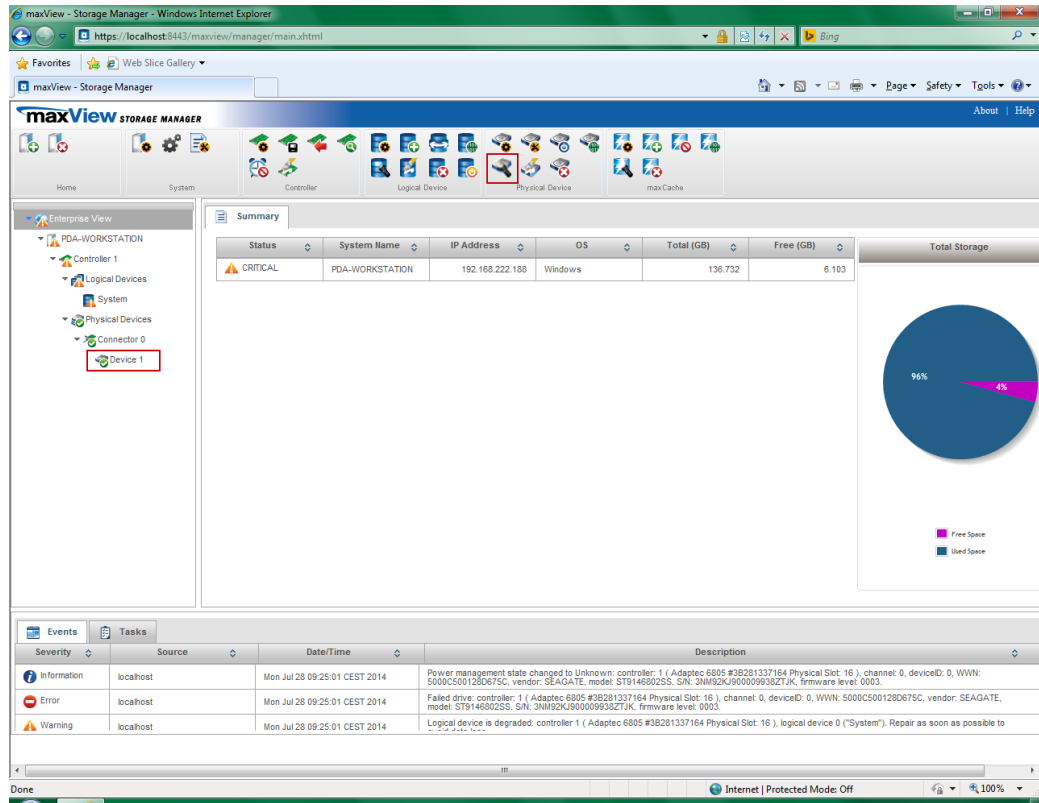 maxView - Storage Manager - Windows Internet Explorer
https://localhost:8443/maxview/manager/main.xhtml
Bing
Favorites
Web Slice Gallery
maxView - Storage Manager
Page
Safety
Tools
maxView STORAGE MANAGER
About | Help
Home
System
Controller
Logical Device
Physical Device
maxCache
Enterprise View
PDA-WORKSTATION
Controller 1
Logical Devices
System
Physical Devices
Connector 0
Device 1
Summary
Status System Name IP Address OS Total (GB) Free (GB)
CRITICAL PDA-WORKSTATION 192.168.222.188 Windows 136.732 6.103
Total Storage
96%
4%
Free Space
Used Space
Events Tasks
Severity Source Date/Time Description
Information localhost Mon Jul 28 09:25:01 CEST 2014 Power management state changed to Unknown: controller: 1 ( Adaptec 6805 #3B281337164 Physical Slot: 16 ), channel: 0, deviceID: 0, WWN:
5000C500128D675C, vendor: SEAGATE, model: ST9146802SS, S/N: 3NM92KJ900009938ZTJK, firmware level: 0003.
Error localhost Mon Jul 28 09:25:01 CEST 2014 Failed drive: controller: 1 ( Adaptec 6805 #3B281337164 Physical Slot: 16 ), channel: 0, deviceID: 0, WWN: 5000C500128D675C, vendor: SEAGATE,
model: ST9146802SS, S/N: 3NM92KJ900009938ZTJK, firmware level: 0003.
Warning localhost Mon Jul 28 09:25:01 CEST 2014 Logical device is degraded: controller 1 ( Adaptec 6805 #3B281337164 Physical Slot: 16 ), logical device 0 ("System"). Repair as soon as possible to
Done
Internet | Protected Mode: Off
100%